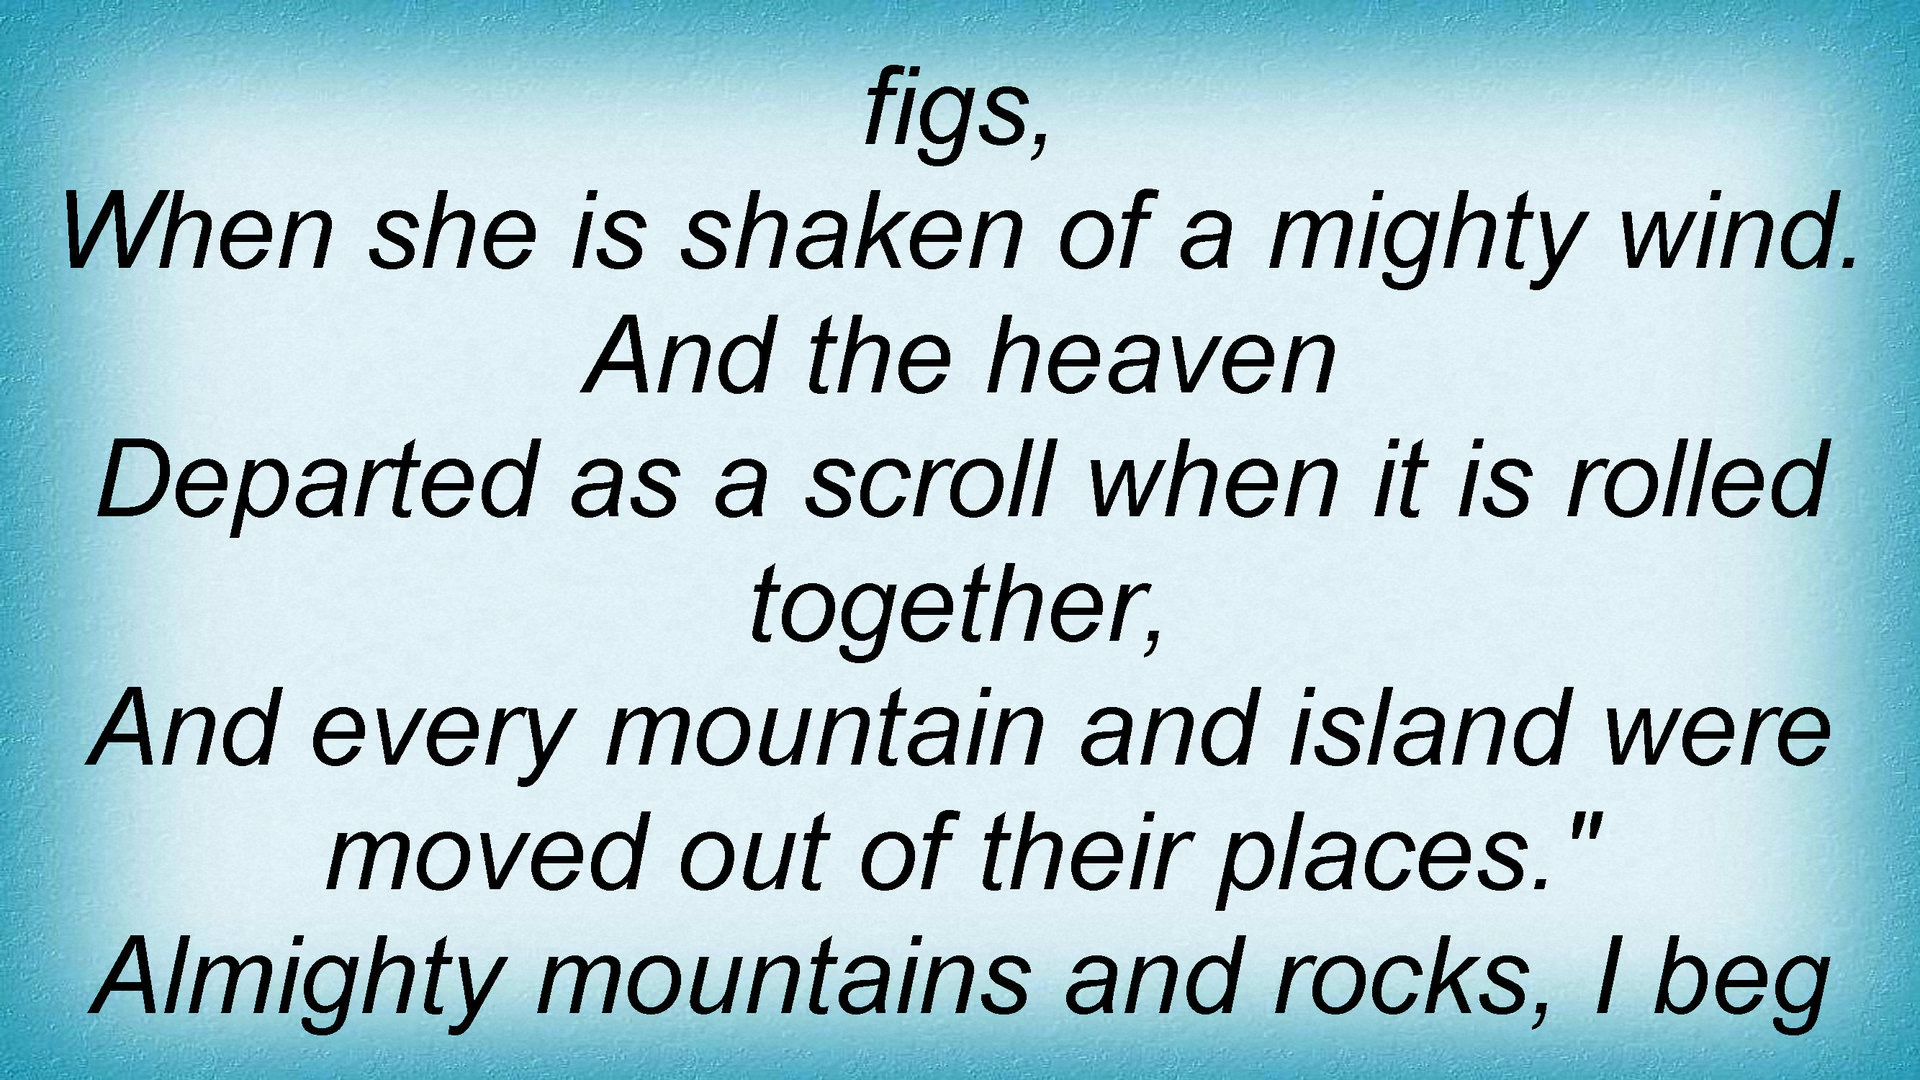 figs,
When she is shaken of a mighty wind.
And the heaven
Departed as a scroll when it is rolled
together,
And every mountain and island were
moved out of their places."
Almighty mountains and rocks, I beg